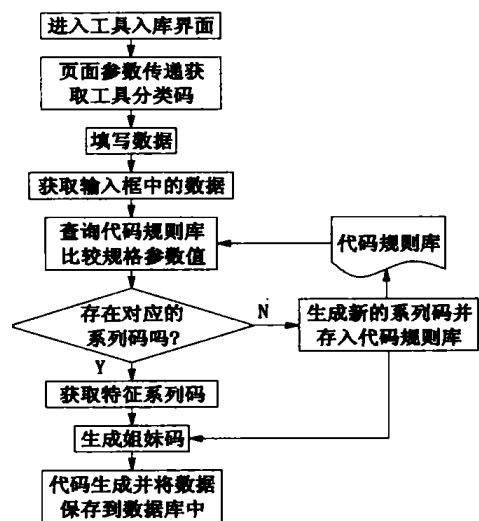 进入工具入库界面
页面参数传递获
取工具分类码
填写数据
获取输入框中的数据
查询代码规则库
比较规格参数值
代码规则库
存在对应的
系列码吗?
N
生成新的系列码并
存入代码规则库
Y
获取特征系列码
生成姐妹码
代码生成并将数据
保存到数据库中